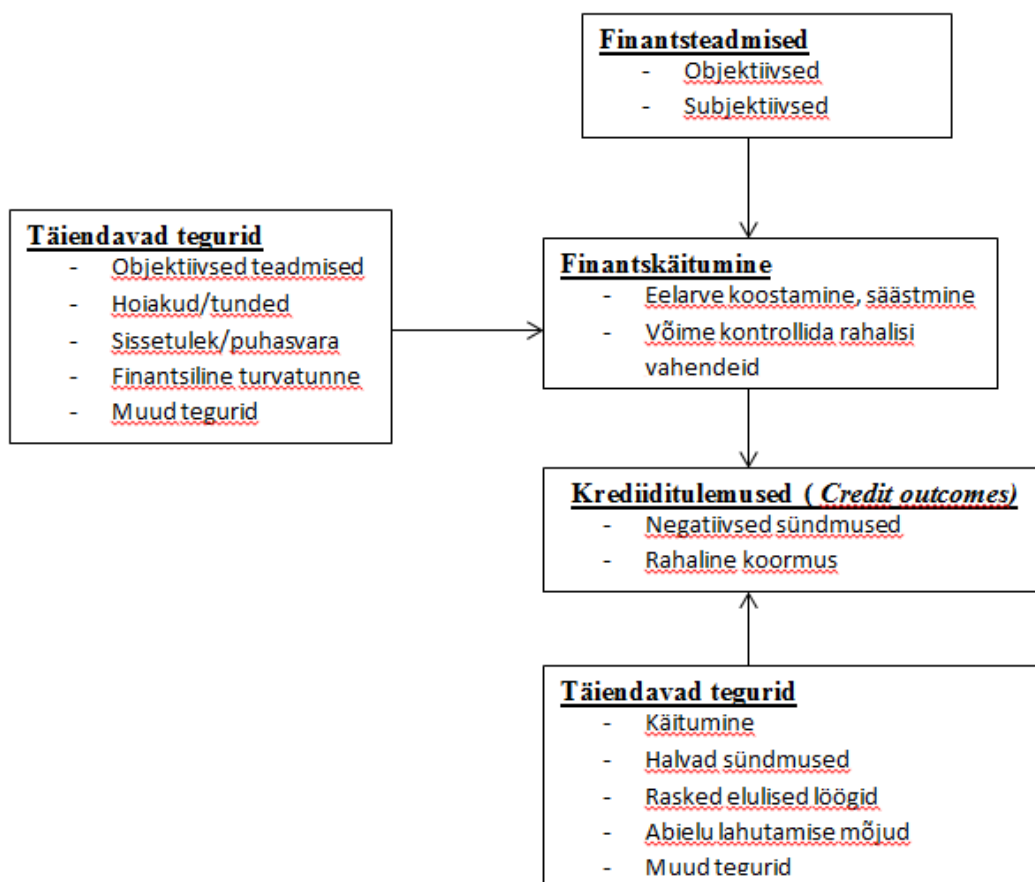 Finantsteadmised
- Objektiivsed
- Subjektiivsed
Täiendavad tegurid
- Objektiivsed teadmised
- Hoiakud/tunded
- Sissetulek/puhasvara
- Finantsiline turvatunne
- Muud tegurid
Finantskäitumine
- Eelarve koostamine, säästmine
- Võime kontrollida rahalisi
vahendeid
Krediiditulemused ( Credit outcomes)
- Negatiivsed sündmused
- Rahaline koormus
Täiendavad tegurid
- Käitumine
- Halvad sündmused
- Rasked elulised löögid
- Abielu lahutamise mõjud
- Muud tegurid